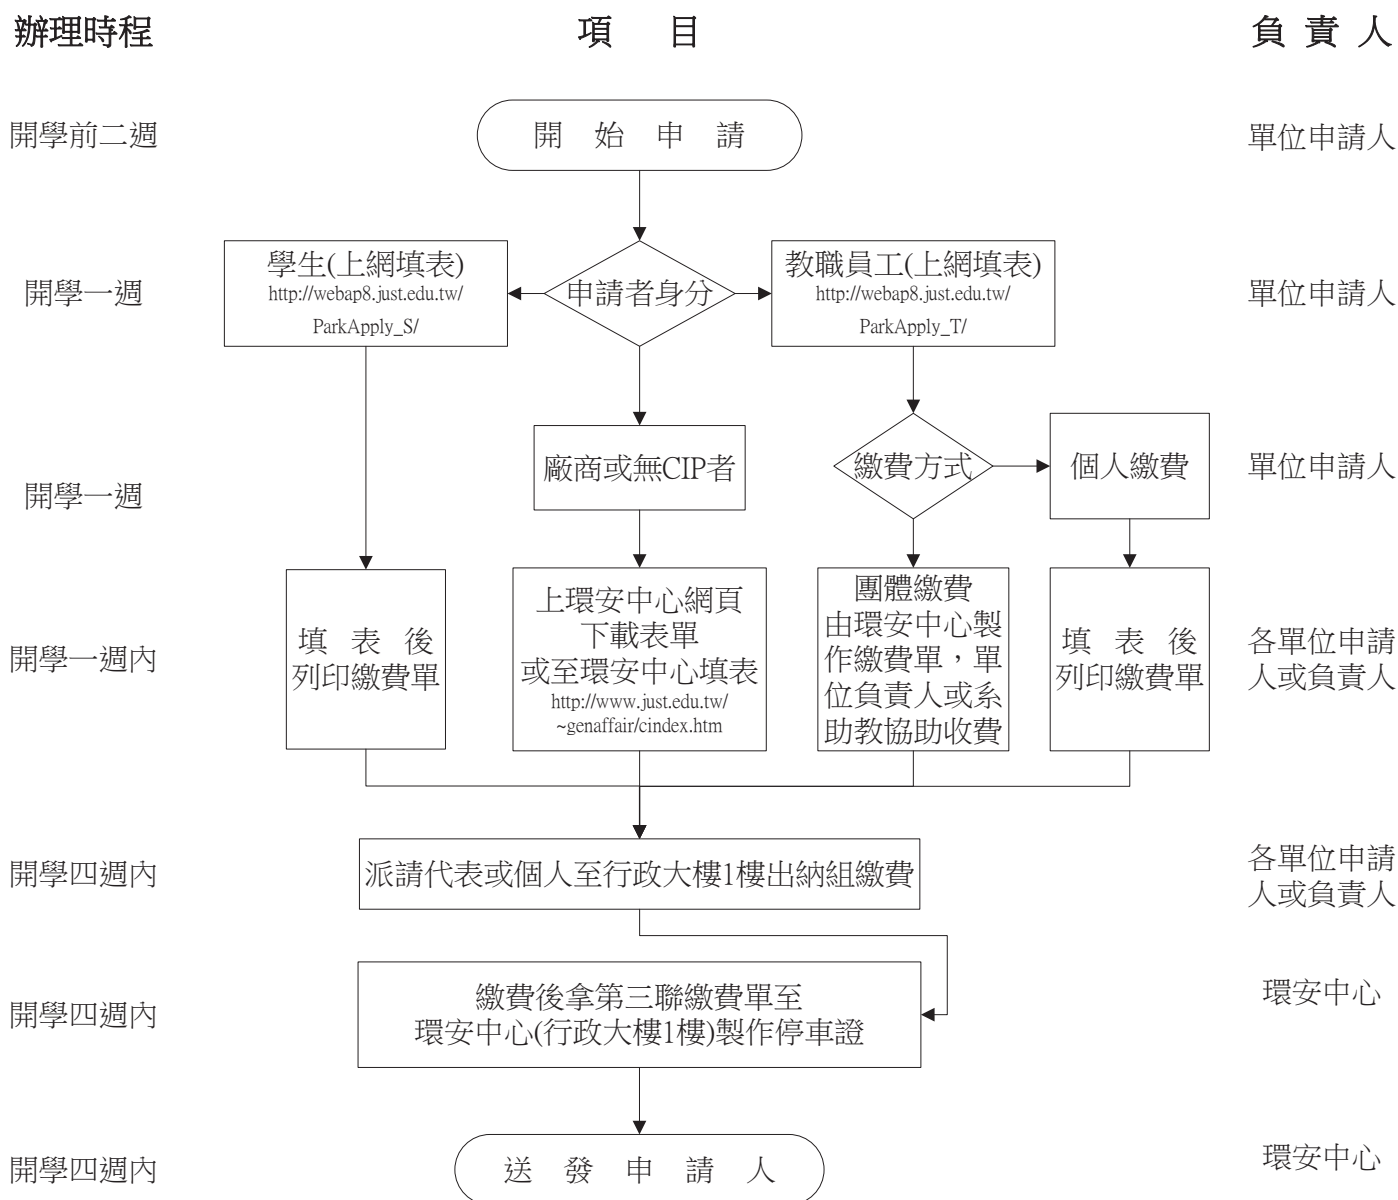 辦理時程
項 目
負 責 人
開學前二週
開 始 申 請
單位申請人
開學一週
學生(上網填表)
http://webap8.just.edu.tw/
ParkApply_S/
申請者身分
教職員工(上網填表)
http://webap8.just.edu.tw/
ParkApply_T/
單位申請人
開學一週
廠商或無CIP者
繳費方式
個人繳費
單位申請人
開學一週內
填 表 後
列印繳費單
上環安中心網頁
下載表單
或至環安中心填表
http://www.just.edu.tw/
~genaffair/cindex.htm
團體繳費
由環安中心製
作繳費單，單
位負責人或系
助教協助收費
填 表 後
列印繳費單
各單位申請
人或負責人
開學四週內
派請代表或個人至行政大樓1樓出納組繳費
各單位申請
人或負責人
開學四週內
繳費後拿第三聯繳費單至
環安中心(行政大樓1樓)製作停車證
環安中心
開學四週內
送 發 申 請 人
環安中心